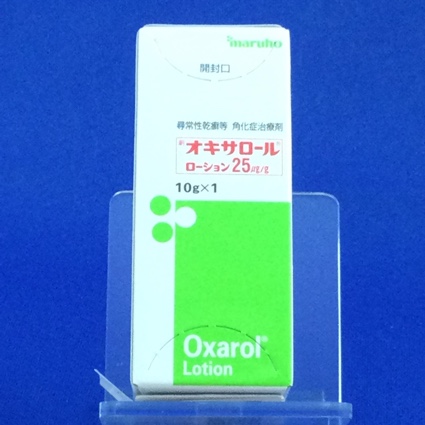 maruho
開封口
尋常性乾癬等 角化症治療剤
オキサロール®
ローション25μg/g
10g×1
Oxarol®
Lotion